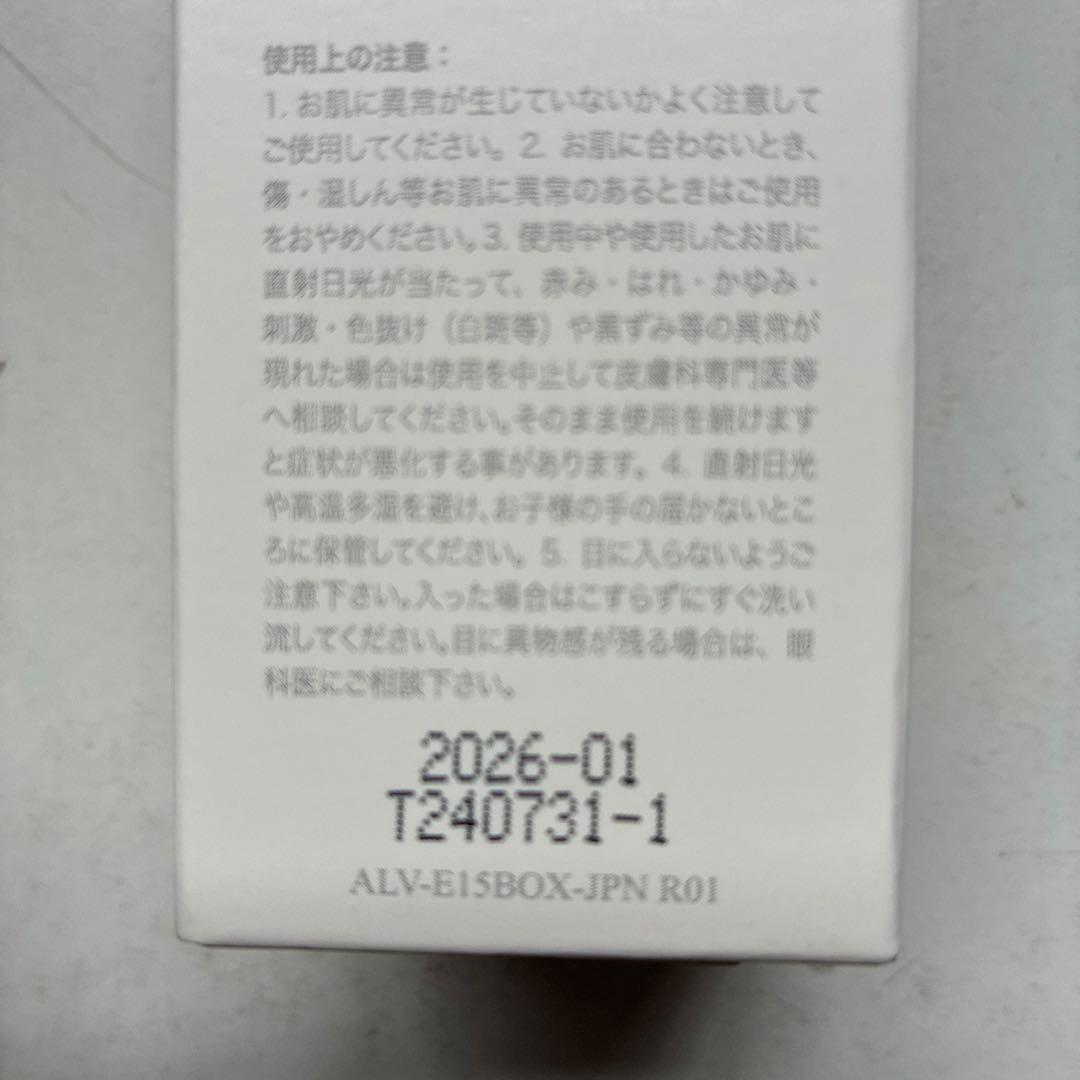 使用上の注意：
1. お肌に異常が生じていないかよく注意して
ご使用してください。2. お肌に合わないとき、
傷・湿しん等お肌に異常のあるときはご使用
をおやめください。3. 使用中や使用したお肌に
直射日光が当たって、赤み・はれ・かゆみ・
刺激・色抜け（白斑等）や黒ずみ等の異常が
現れた場合は使用を中止して皮膚科専門医等
へ相談してください。そのまま使用を続けます
と症状が悪化する事があります。4. 直射日光
や高温多湿を避け、お子様の手の届かないとこ
ろに保管してください。5. 目に入らないようご
注意下さい。入った場合はこすらずにすぐ洗い
流してください。目に異物感が残る場合は、眼
科医にご相談下さい。
2026-01
T240731-1
ALV-E15BOX-JPN R01